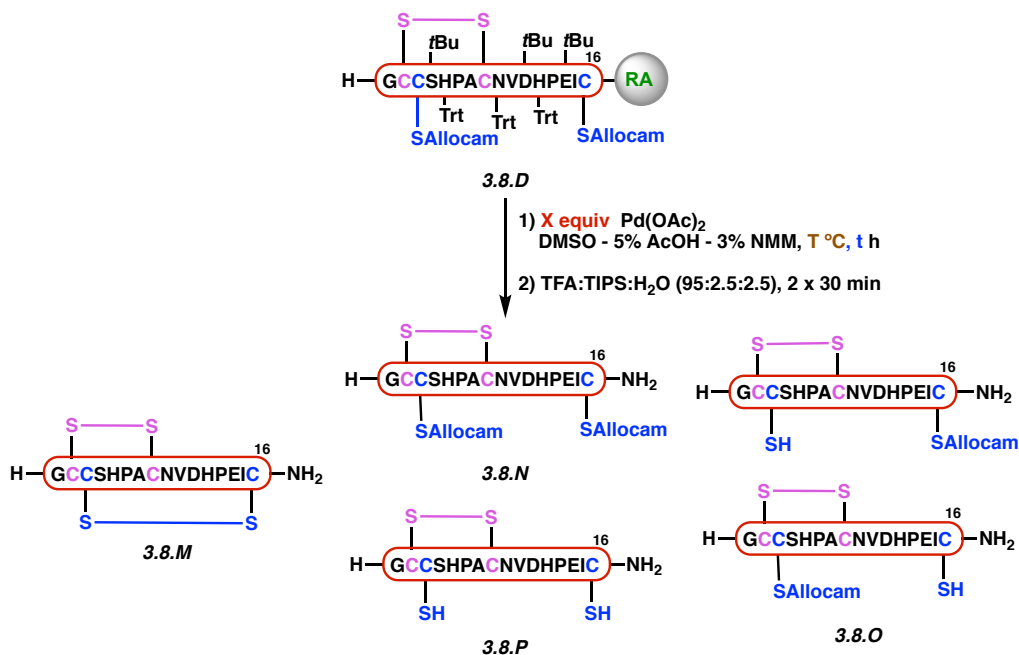 S S
tBu tBu tBu
16
H GCCSHPACNVDHPEIC RA
Trt Trt Trt
SAllocam SAllocam
3.8.D
1) X equiv Pd(OAc)2
DMSO - 5% AcOH - 3% NMM, T ºC, t h
2) TFA:TIPS:H2O (95:2.5:2.5), 2 x 30 min
S S
16
H GCCSHPACNVDHPEIC NH2
SAllocam SAllocam
3.8.N
S S
16
H GCCSHPACNVDHPEIC NH2
SH SAllocam
S S
16
H GCCSHPACNVDHPEIC NH2
S S
3.8.M
S S
16
H GCCSHPACNVDHPEIC NH2
SH SH
3.8.P
S S
16
H GCCSHPACNVDHPEIC NH2
SAllocam SH
3.8.O